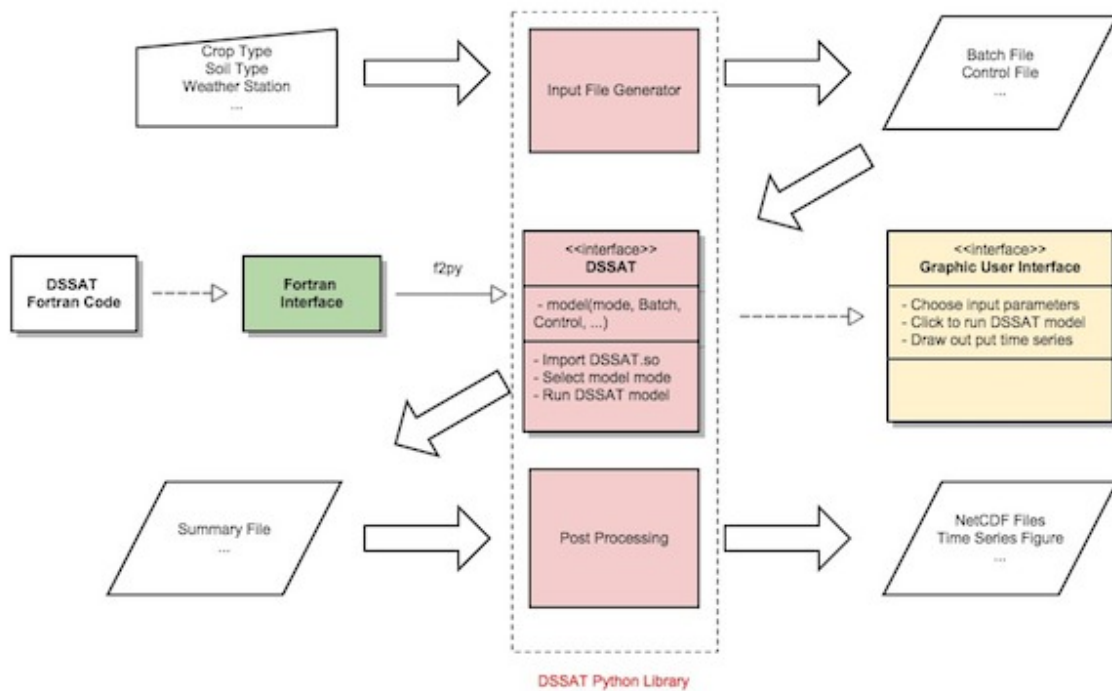 Crop Type
Soil Type
Weather Station
...
Input File Generator
Batch File
Control File
...
DSSAT
Fortran Code
Fortran
Interface
f2py
<<interface>>
DSSAT
- model(mode, Batch,
Control, ...)
- Import DSSAT.so
- Select model mode
- Run DSSAT model
<<interface>>
Graphic User Interface
- Choose input parameters
- Click to run DSSAT model
- Draw out put time series
Summary File
...
Post Processing
NetCDF Files
Time Series Figure
...
DSSAT Python Library